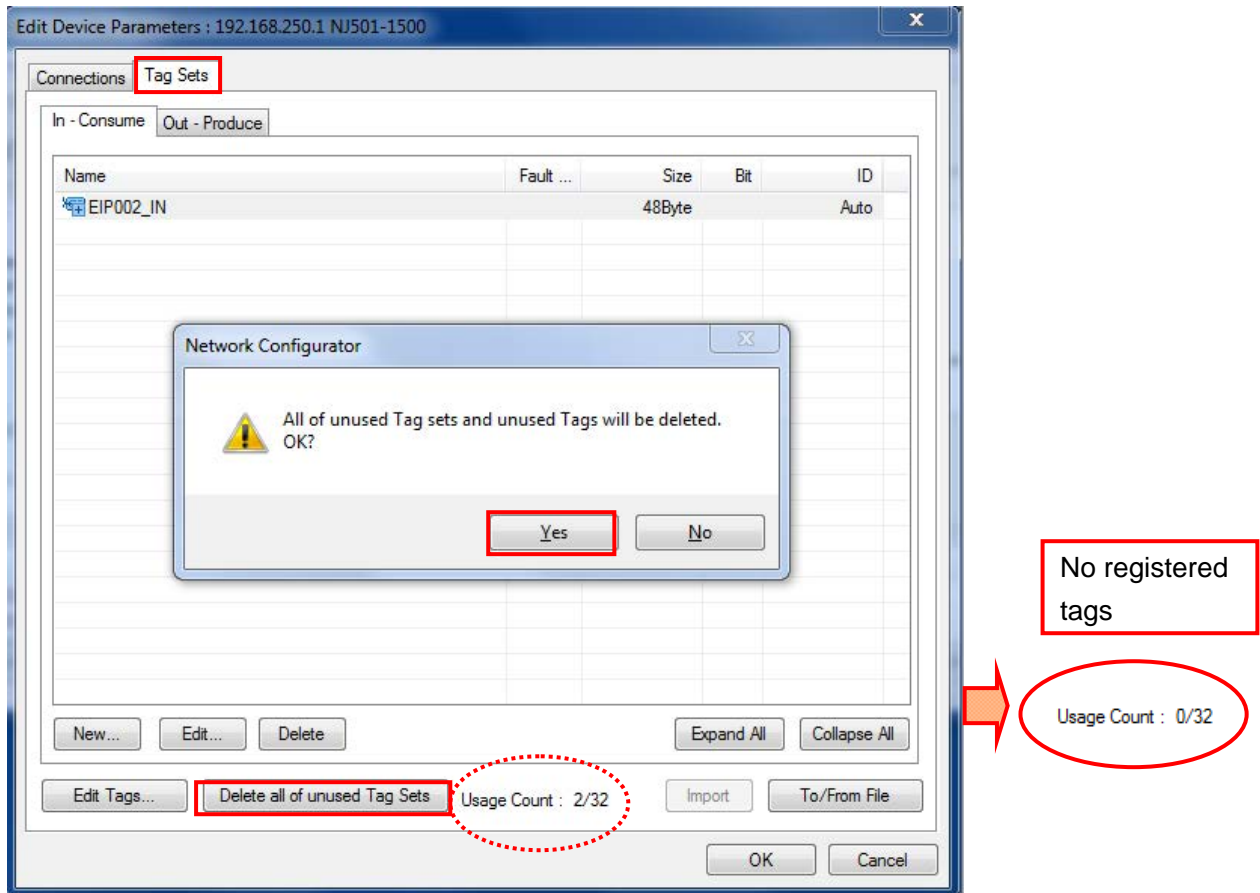 Edit Device Parameters : 192.168.250.1 NJ501-1500
x
Connections Tag Sets
In - Consume Out - Produce
Name Fault ... Size Bit ID
EIP002_IN 48Byte Auto
Network Configurator
All of unused Tag sets and unused Tags will be deleted.
OK?
Yes No
No registered
tags
Usage Count : 0/32
New... Edit... Delete Expand All Collapse All
Edit Tags... Delete all of unused Tag Sets Usage Count : 2/32 Import To/From File
OK Cancel